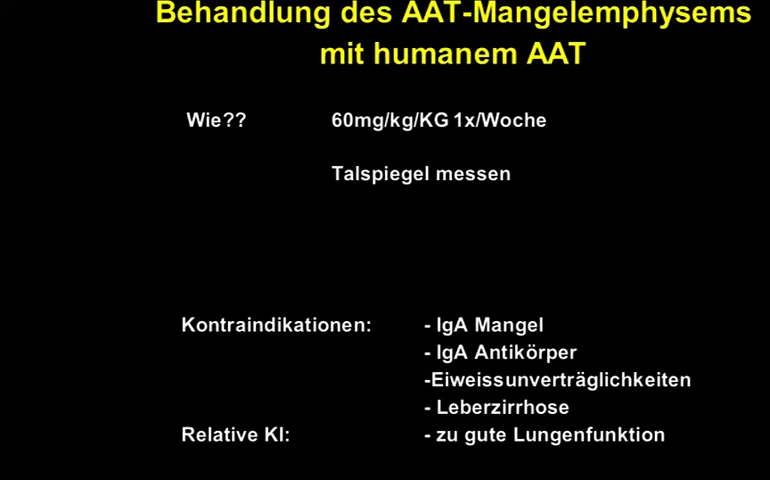 Behandlung des AAT-Mangelemphysems
mit humanem AAT
Wie?? 60mg/kg/KG 1x/Woche
Talspiegel messen
Kontraindikationen: - IgA Mangel
- IgA Antikörper
-Eiweissunverträglichkeiten
- Leberzirrhose
Relative KI: - zu gute Lungenfunktion